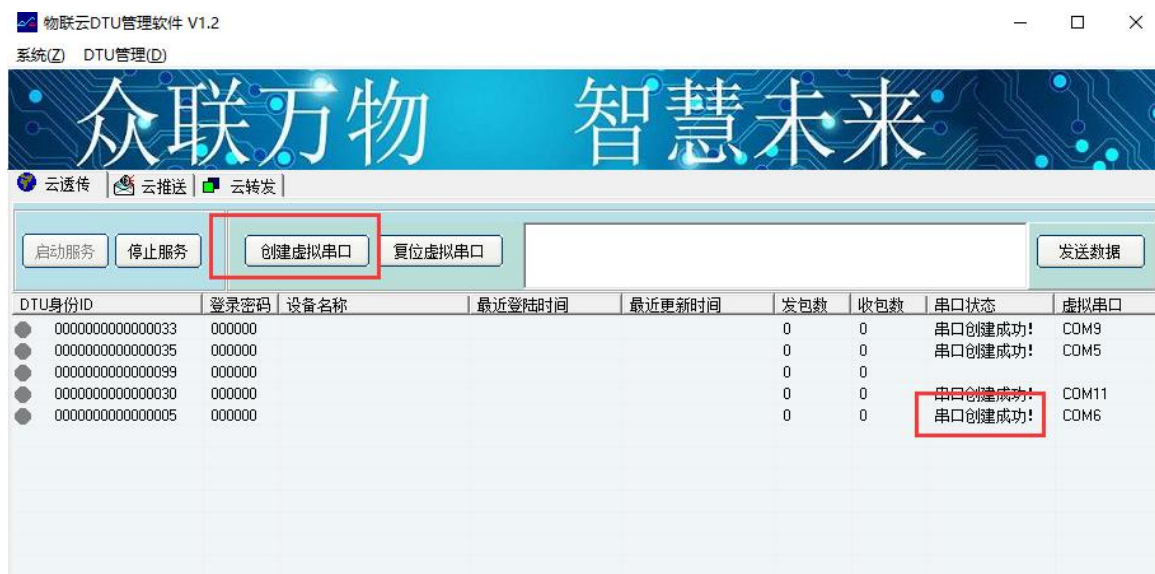 物联云DTU管理软件 V1.2
系统(Z) DTU管理(D)
众联万物 智慧未来
云透传 云推送 云转发
启动服务 停止服务 创建虚拟串口 复位虚拟串口 发送数据
DTU身份ID 登录密码 设备名称 最近登陆时间 最近更新时间 发包数 收包数 串口状态 虚拟串口
0000000000000033 000000 0 0 串口创建成功! COM9
0000000000000035 000000 0 0 串口创建成功! COM5
0000000000000099 000000 0 0
0000000000000030 000000 0 0 串口创建成功! COM11
0000000000000005 000000 0 0 串口创建成功! COM6